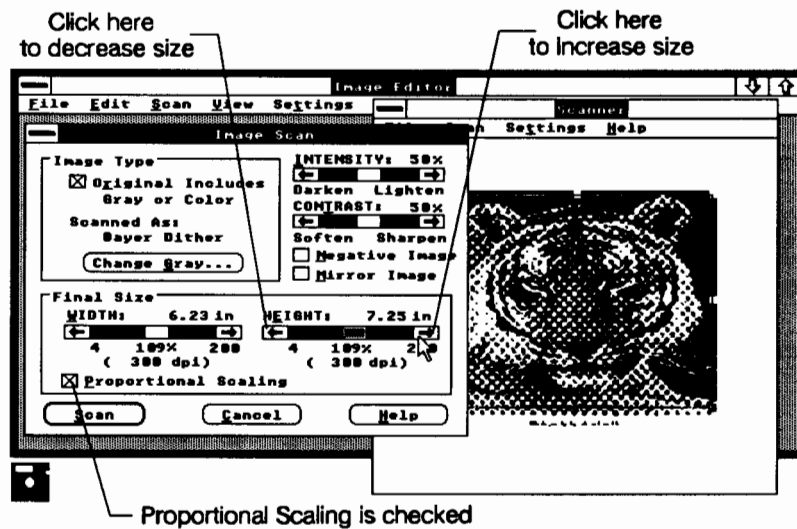 Click here
to decrease size
Click here
to increase size
Image Editor
File Edit Scan View Settings
Scanner
Settings Help
Image Scan
Image Type
Original Includes
Gray or Color
Scanned As:
Bayer Dither
Change Gray...
INTENSITY: 50%
Darken Lighten
CONTRAST: 50%
Soften Sharpen
Negative Image
Mirror Image
Final Size
WIDTH: 6.23 in
4 109% 200
( 300 dpi)
HEIGHT: 7.25 in
4 109%
( 300 dpi)
Proportional Scaling
Scan Cancel Help
Proportional Scaling is checked